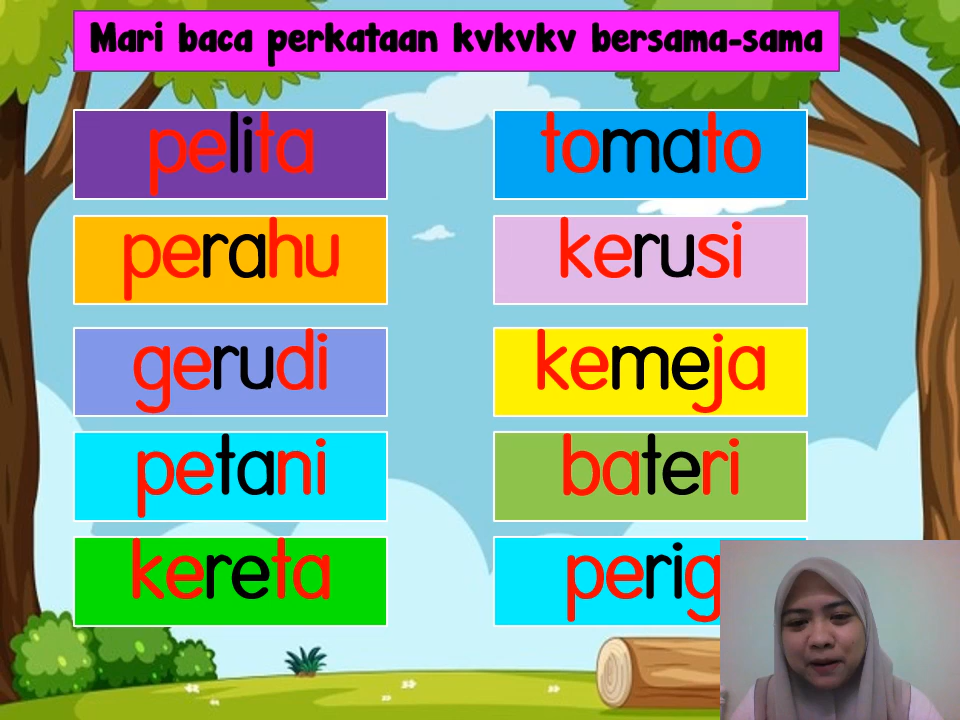 Mari baca perkataan kvkvkv bersama-sama
pelita
perahu
gerudi
petani
kereta
tomato
kerusi
kemeja
bateri